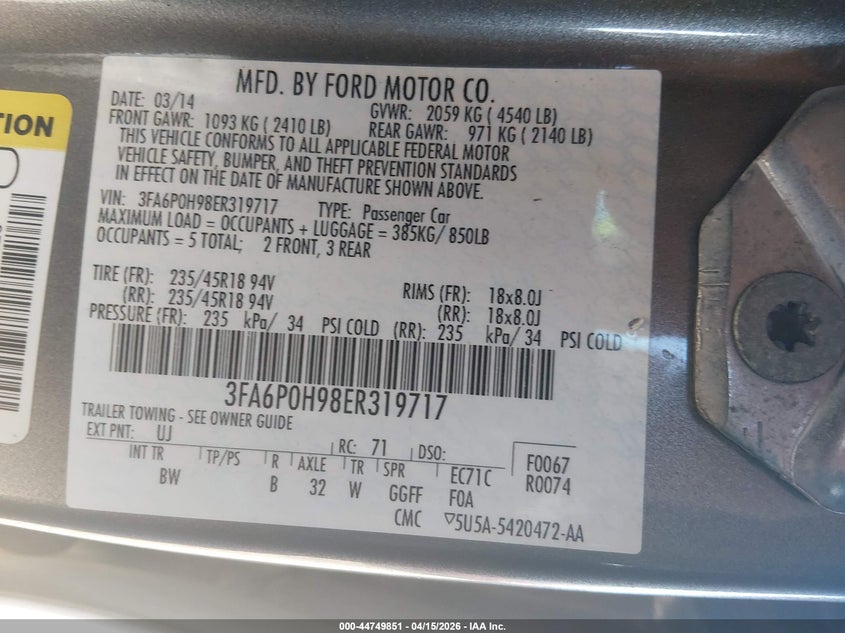 TION
MFD. BY FORD MOTOR CO.
DATE: 03/14 GVWR: 2059 KG ( 4540 LB)
FRONT GAWR: 1093 KG ( 2410 LB) REAR GAWR: 971 KG ( 2140 LB)
THIS VEHICLE CONFORMS TO ALL APPLICABLE FEDERAL MOTOR
VEHICLE SAFETY, BUMPER, AND THEFT PREVENTION STANDARDS
IN EFFECT ON THE DATE OF MANUFACTURE SHOWN ABOVE.
VIN: 3FA6P0H98ER319717 TYPE: Passenger Car
MAXIMUM LOAD = OCCUPANTS + LUGGAGE = 385KG/ 850LB
OCCUPANTS = 5 TOTAL; 2 FRONT, 3 REAR
TIRE (FR): 235/45R18 94V RIMS (FR): 18x8.0J
(RR): 235/45R18 94V (RR): 18x8.0J
PRESSURE (FR): 235 kPa/ 34 PSI COLD (RR): 235 kPa/ 34 PSI COLD
3FA6P0H98ER319717
TRAILER TOWING - SEE OWNER GUIDE
EXT PNT: UJ RC: 71 DSO: F0067
INT TR TP/PS R AXLE TR SPR EC71C R0074
BW B 32 W GGFF F0A
CMC ▽5U5A-5420472-AA
000-44749851 - 04/15/2026 - IAA Inc.